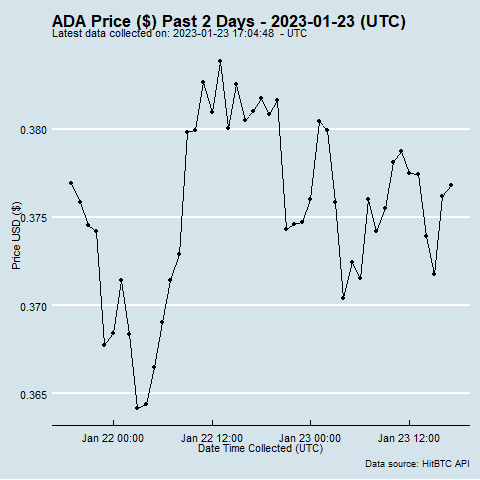 ADA Price ($) Past 2 Days - 2023-01-23 (UTC)
Latest data collected on: 2023-01-23 17:04:48  - UTC
0.380
0.375
0.370
0.365
Price USD ($)
Jan 22 00:00
Jan 22 12:00
Jan 23 00:00
Jan 23 12:00
Date Time Collected (UTC)
Data source: HitBTC API